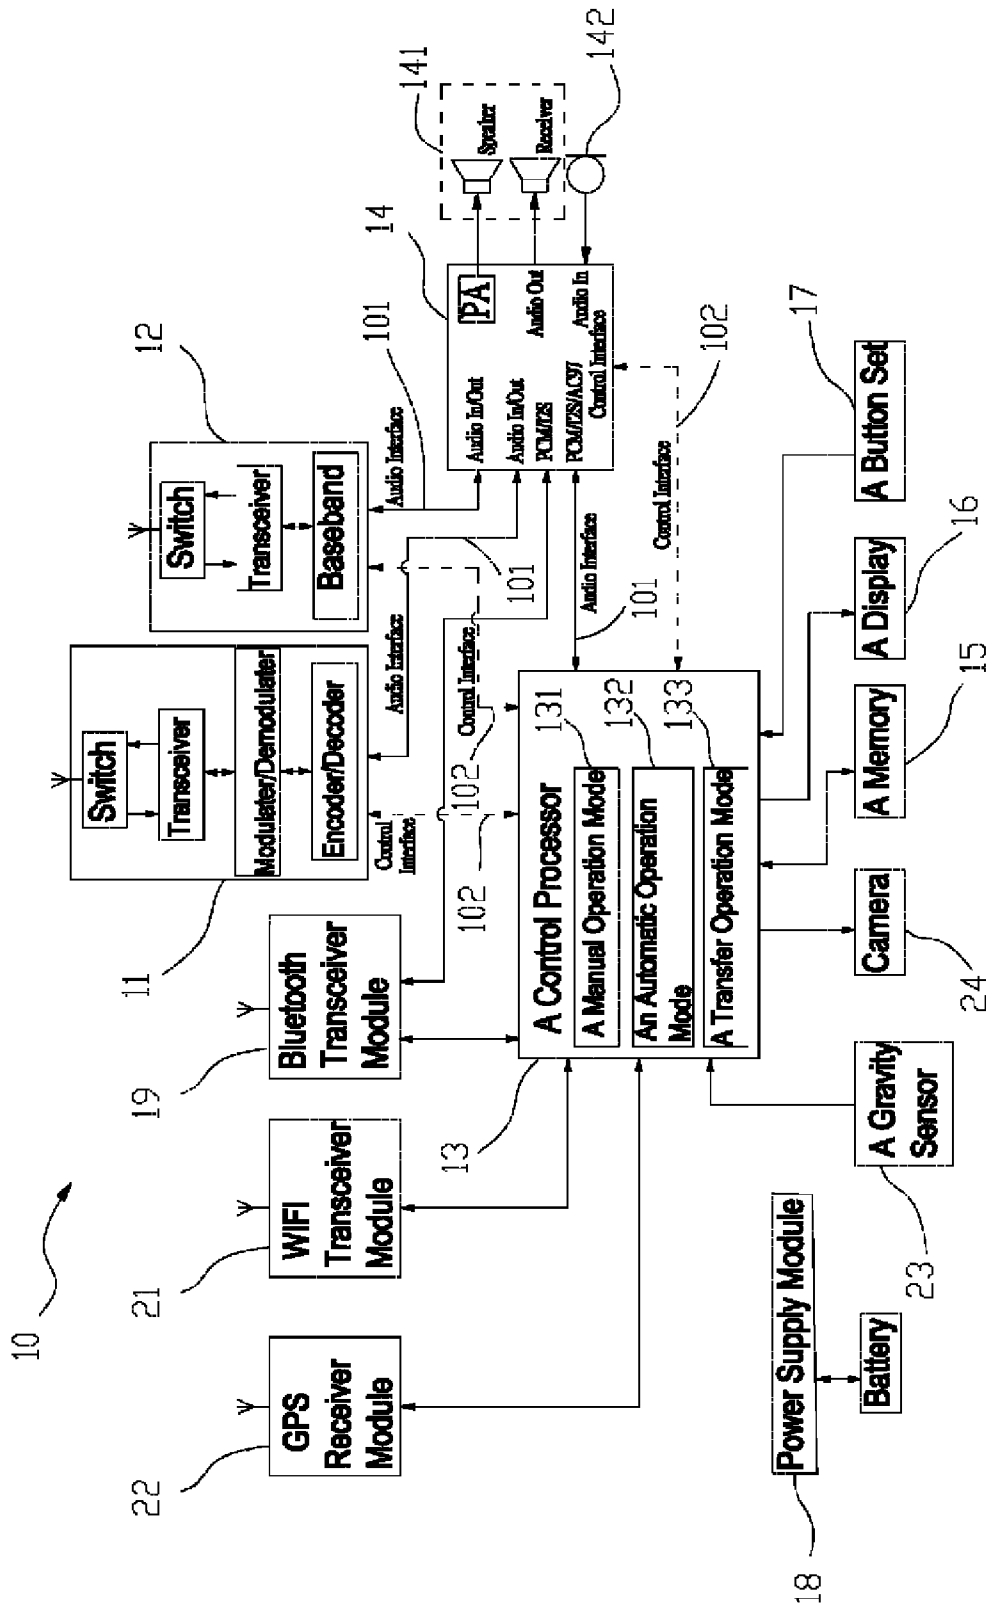 10
22
GPS
Receiver
Module
21
WIFI
Transceiver
Module
19
Bluetooth
Transceiver
Module
11
Switch
Transceiver
Modulater/Demodulater
Encoder/Decoder
12
Switch
Transceiver
Baseband
Control
Interface
102
102
Control Interface
Audio Interface
101
Audio Interface
101
14
PA
Audio In/Out
Audio In/Out
PCM/I2S
PCM/I2S/AC97
Control Interface
Audio Out
Audio In
141
Speaker
Receiver
142
Audio Interface
101
Control Interface
102
13
A Control Processor
131
A Manual Operation Mode
132
An Automatic Operation
Mode
133
A Transfer Operation Mode
18
Power Supply Module
Battery
23
A Gravity
Sensor
24
Camera
15
A Memory
16
A Display
17
A Button Set